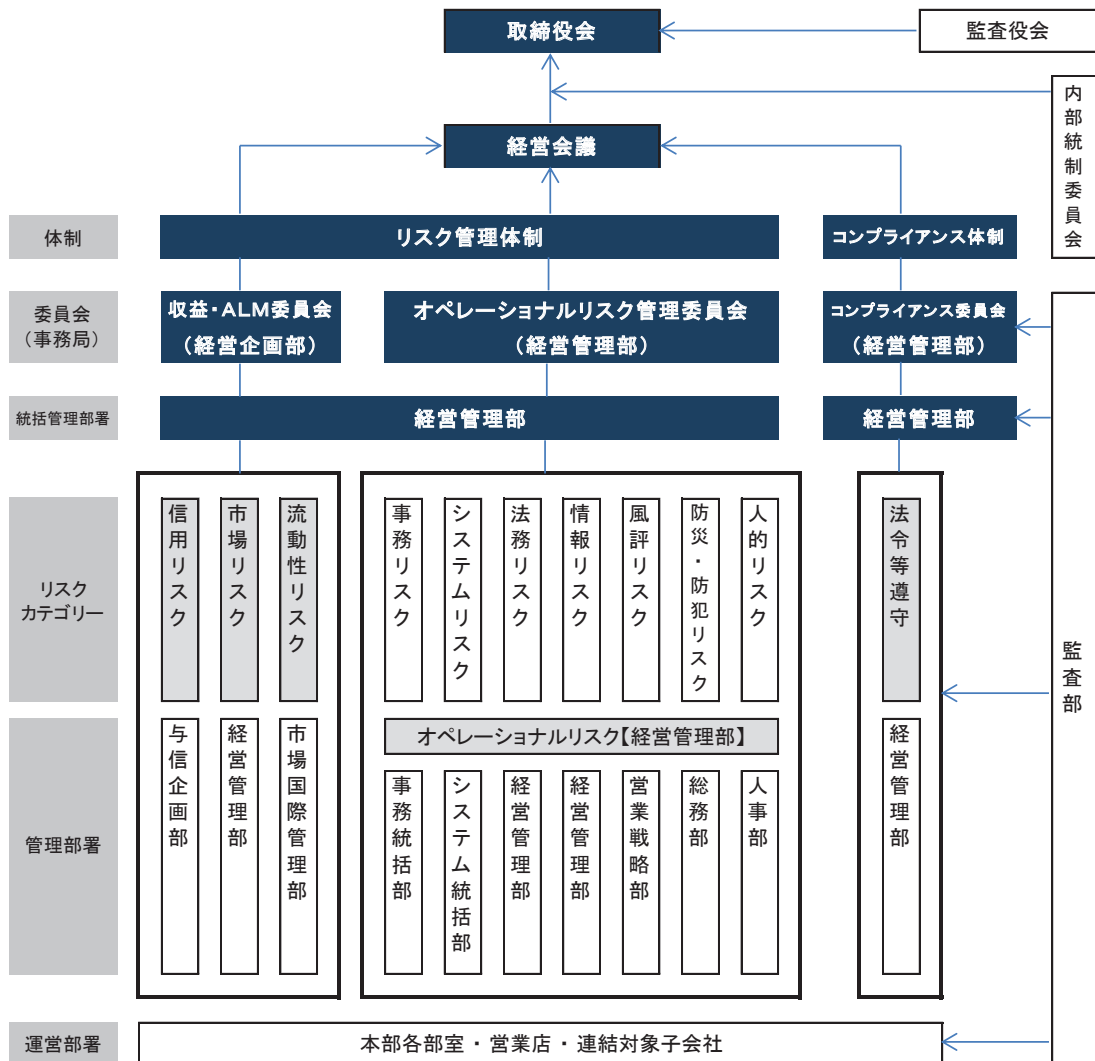 取締役会
監査役会
内部統制委員会
経営会議
体制
リスク管理体制
コンプライアンス体制
委員会
（事務局）
収益・ALM委員会
（経営企画部）
オペレーショナルリスク管理委員会
（経営管理部）
コンプライアンス委員会
（経営管理部）
統括管理部署
経営管理部
経営管理部
リスク
カテゴリー
信用リスク
市場リスク
流動性リスク
事務リスク
システムリスク
法務リスク
情報リスク
風評リスク
防災・防犯リスク
人的リスク
法令等遵守
監査部
管理部署
与信企画部
経営管理部
市場国際管理部
オペレーショナルリスク【経営管理部】
事務統括部
システム統括部
経営管理部
経営管理部
営業戦略部
総務部
人事部
経営管理部
運営部署
本部各部室・営業店・連結対象子会社